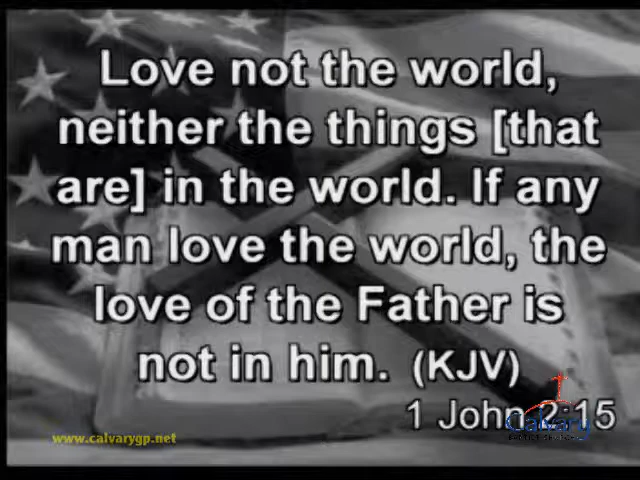 Love not the world,
neither the things [that
are] in the world. If any
man love the world, the
love of the Father is
not in him. (KJV)
1 John 2:15
www.calvarygp.net
Calvary